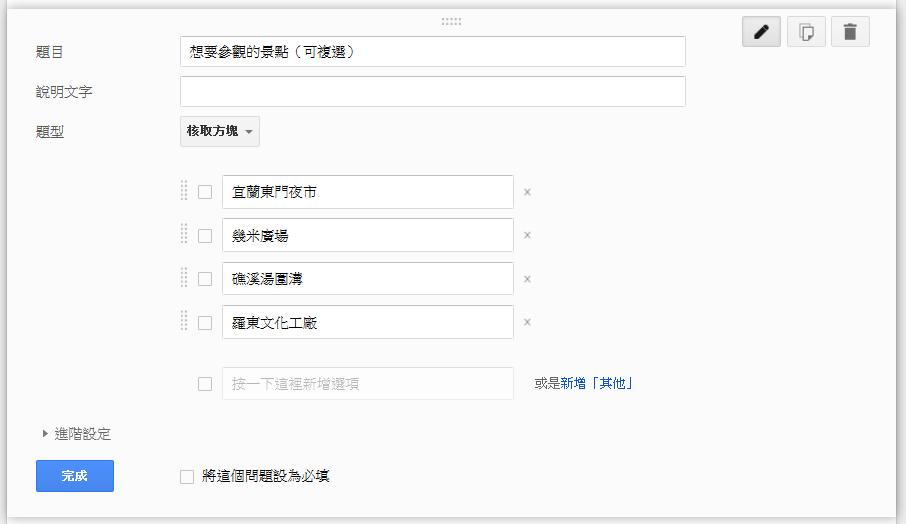 題目 想要參觀的景點（可複選）
說明文字
題型 核取方塊
宜蘭東門夜市
幾米廣場
礁溪湯圍溝
羅東文化工廠
按一下這裡新增選項 或是新增「其他」
進階設定
完成 將這個問題設為必填